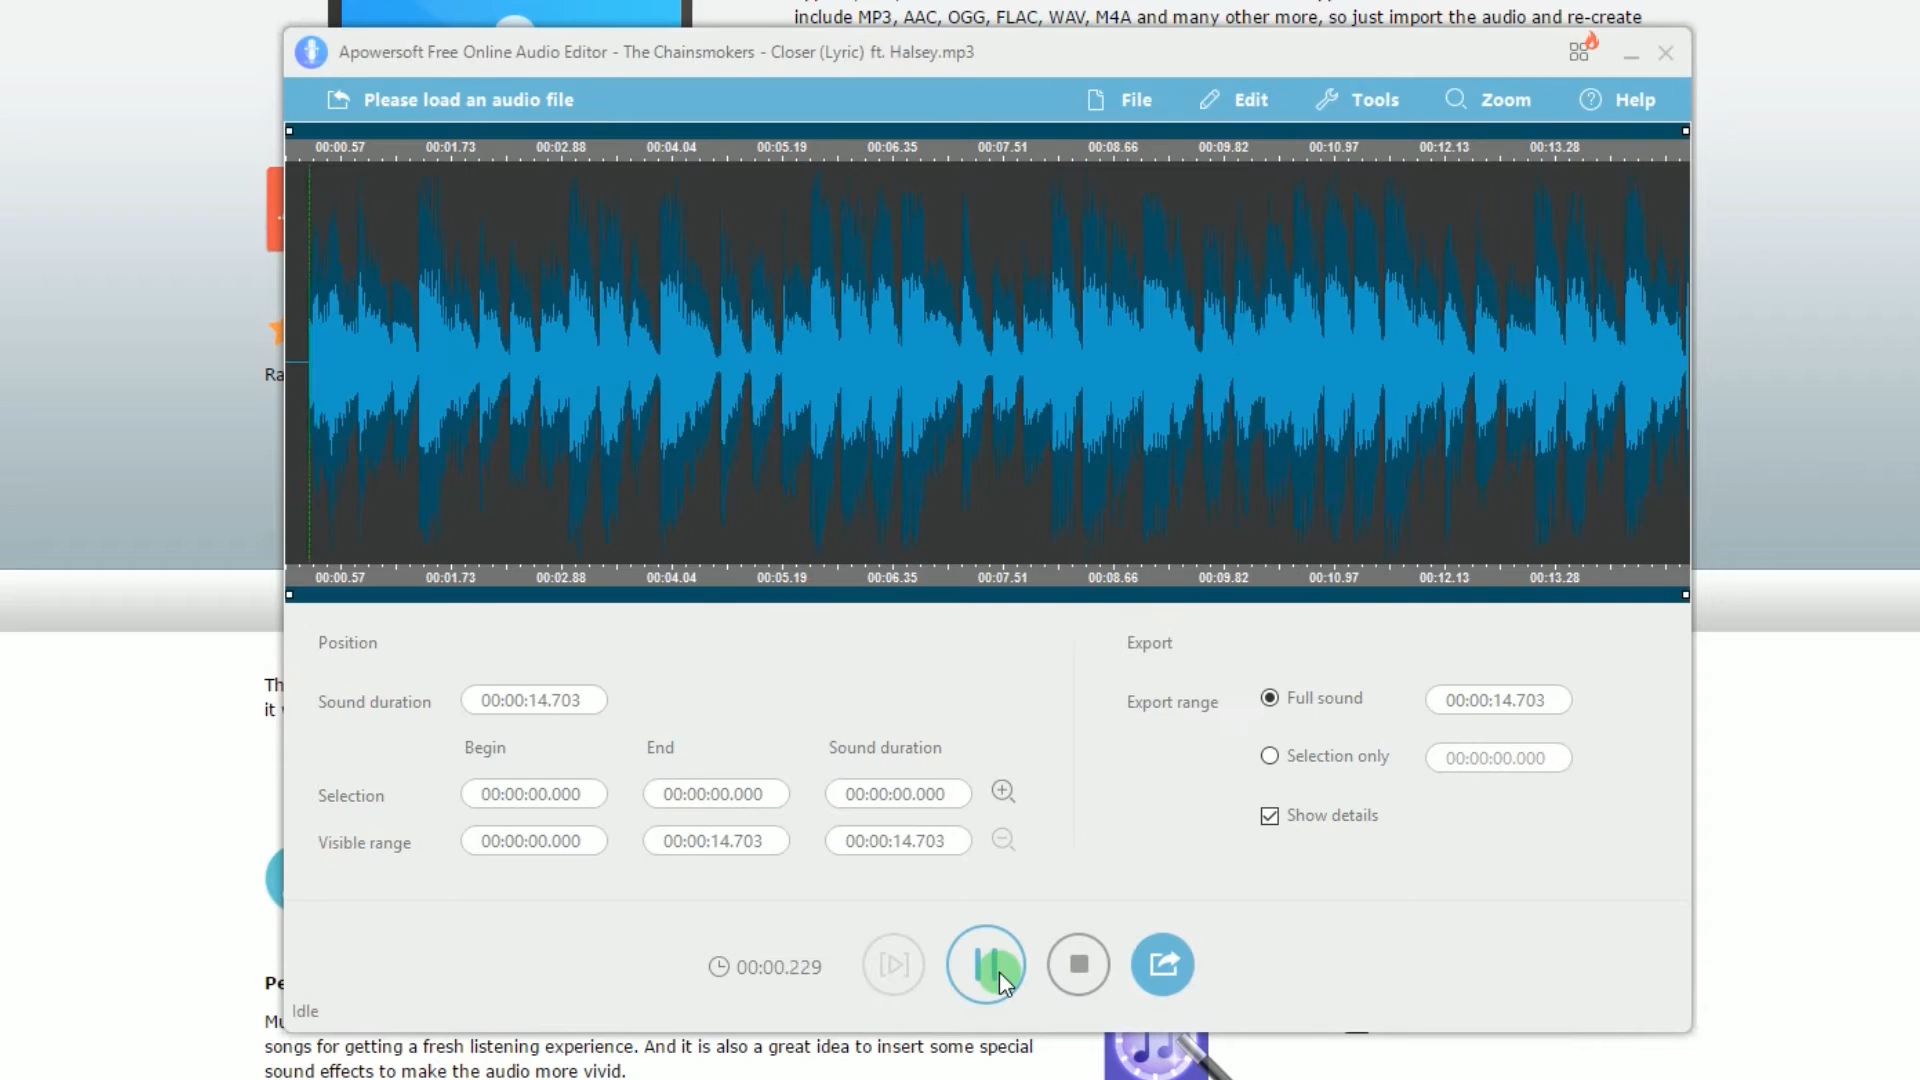 include MP3, AAC, OGG, FLAC, WAV, M4A and many other more, so just import the audio and re-create
Apowersoft Free Online Audio Editor - The Chainsmokers - Closer (Lyric) ft. Halsey.mp3
Please load an audio file File Edit Tools Zoom Help
00:00.57 00:01.73 00:02.88 00:04.04 00:05.19 00:06.35 00:07.51 00:08.66 00:09.82 00:10.97 00:12.13 00:13.28
Ra
00:00.57 00:01.73 00:02.88 00:04.04 00:05.19 00:06.35 00:07.51 00:08.66 00:09.82 00:10.97 00:12.13 00:13.28
Position Export
Th
Sound duration 00:00:14.703 Export range Full sound 00:00:14.703
it
Begin End Sound duration
Selection only 00:00:00.000
Selection 00:00:00.000 00:00:00.000 00:00:00.000
Show details
Visible range 00:00:00.000 00:00:14.703 00:00:14.703
00:00.229
Pe
Idle
Mu
songs for getting a fresh listening experience. And it is also a great idea to insert some special
sound effects to make the audio more vivid.